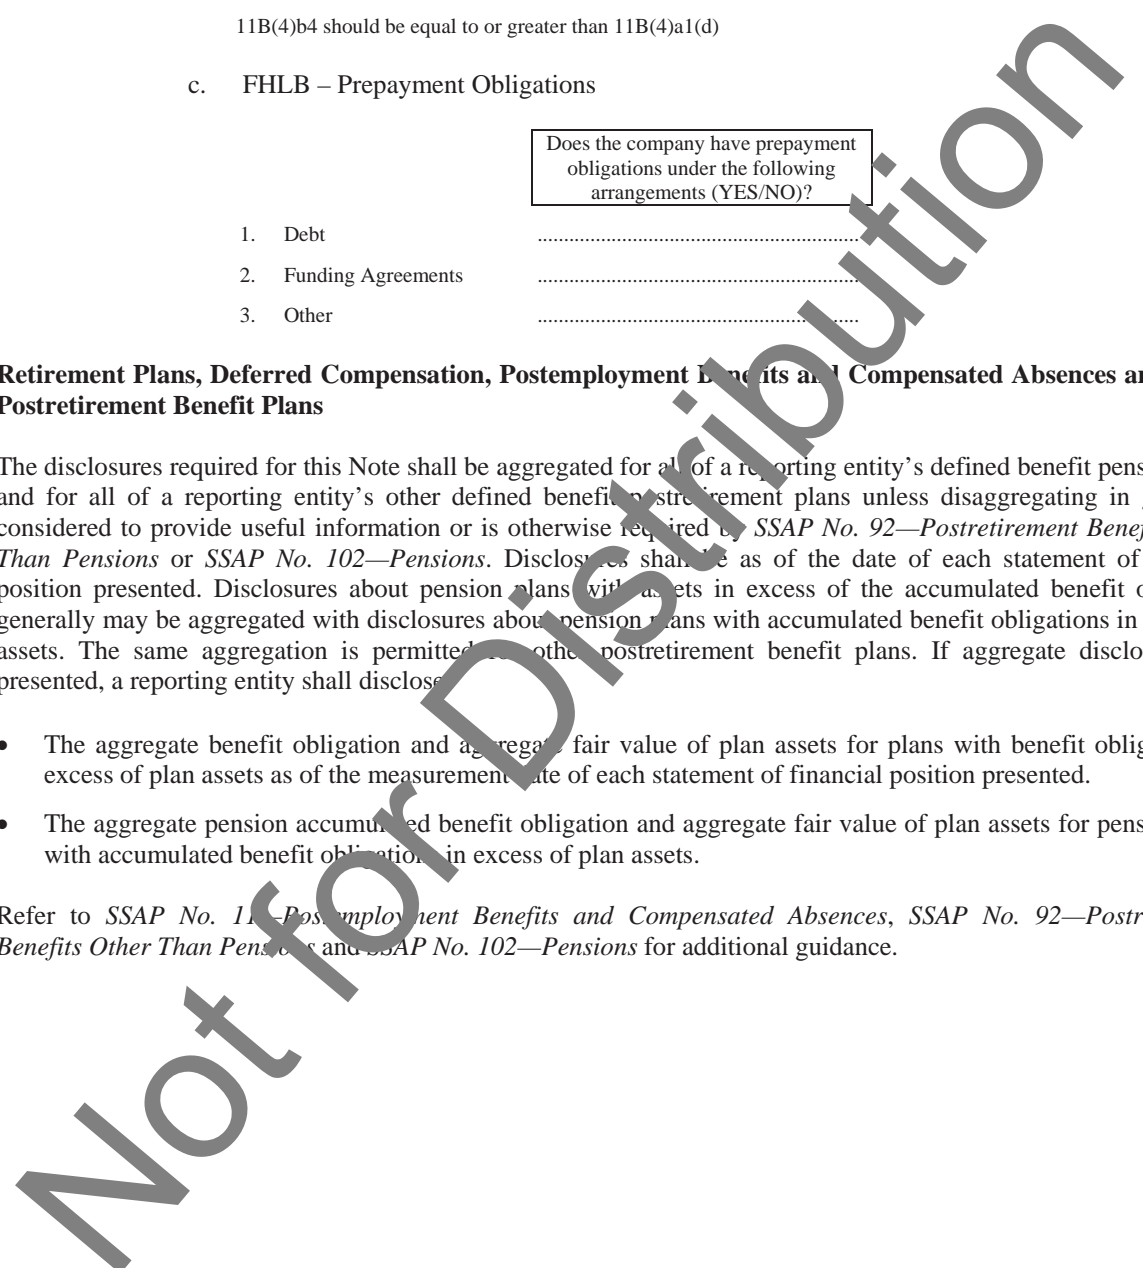 11B(4)b4 should be equal to or greater than 11B(4)a1(d)
c. FHLB – Prepayment Obligations
Does the company have prepayment
obligations under the following
arrangements (YES/NO)?
1. Debt ..............................................................
2. Funding Agreements ..............................................................
3. Other ..............................................................
Retirement Plans, Deferred Compensation, Postemployment Benefits and Compensated Absences an
Postretirement Benefit Plans
The disclosures required for this Note shall be aggregated for all of a reporting entity’s defined benefit pens
and for all of a reporting entity’s other defined benefit postretirement plans unless disaggregating in
considered to provide useful information or is otherwise required by SSAP No. 92—Postretirement Benef
Than Pensions or SSAP No. 102—Pensions. Disclosures shall be as of the date of each statement of
position presented. Disclosures about pension plans with assets in excess of the accumulated benefit o
generally may be aggregated with disclosures about pension plans with accumulated benefit obligations in
assets. The same aggregation is permitted for other postretirement benefit plans. If aggregate disclo
presented, a reporting entity shall disclose
• The aggregate benefit obligation and aggregate fair value of plan assets for plans with benefit oblig
excess of plan assets as of the measurement date of each statement of financial position presented.
• The aggregate pension accumulated benefit obligation and aggregate fair value of plan assets for pens
with accumulated benefit obligations in excess of plan assets.
Refer to SSAP No. 11—Postemployment Benefits and Compensated Absences, SSAP No. 92—Postr
Benefits Other Than Pensions and SSAP No. 102—Pensions for additional guidance.
Not for Distribution